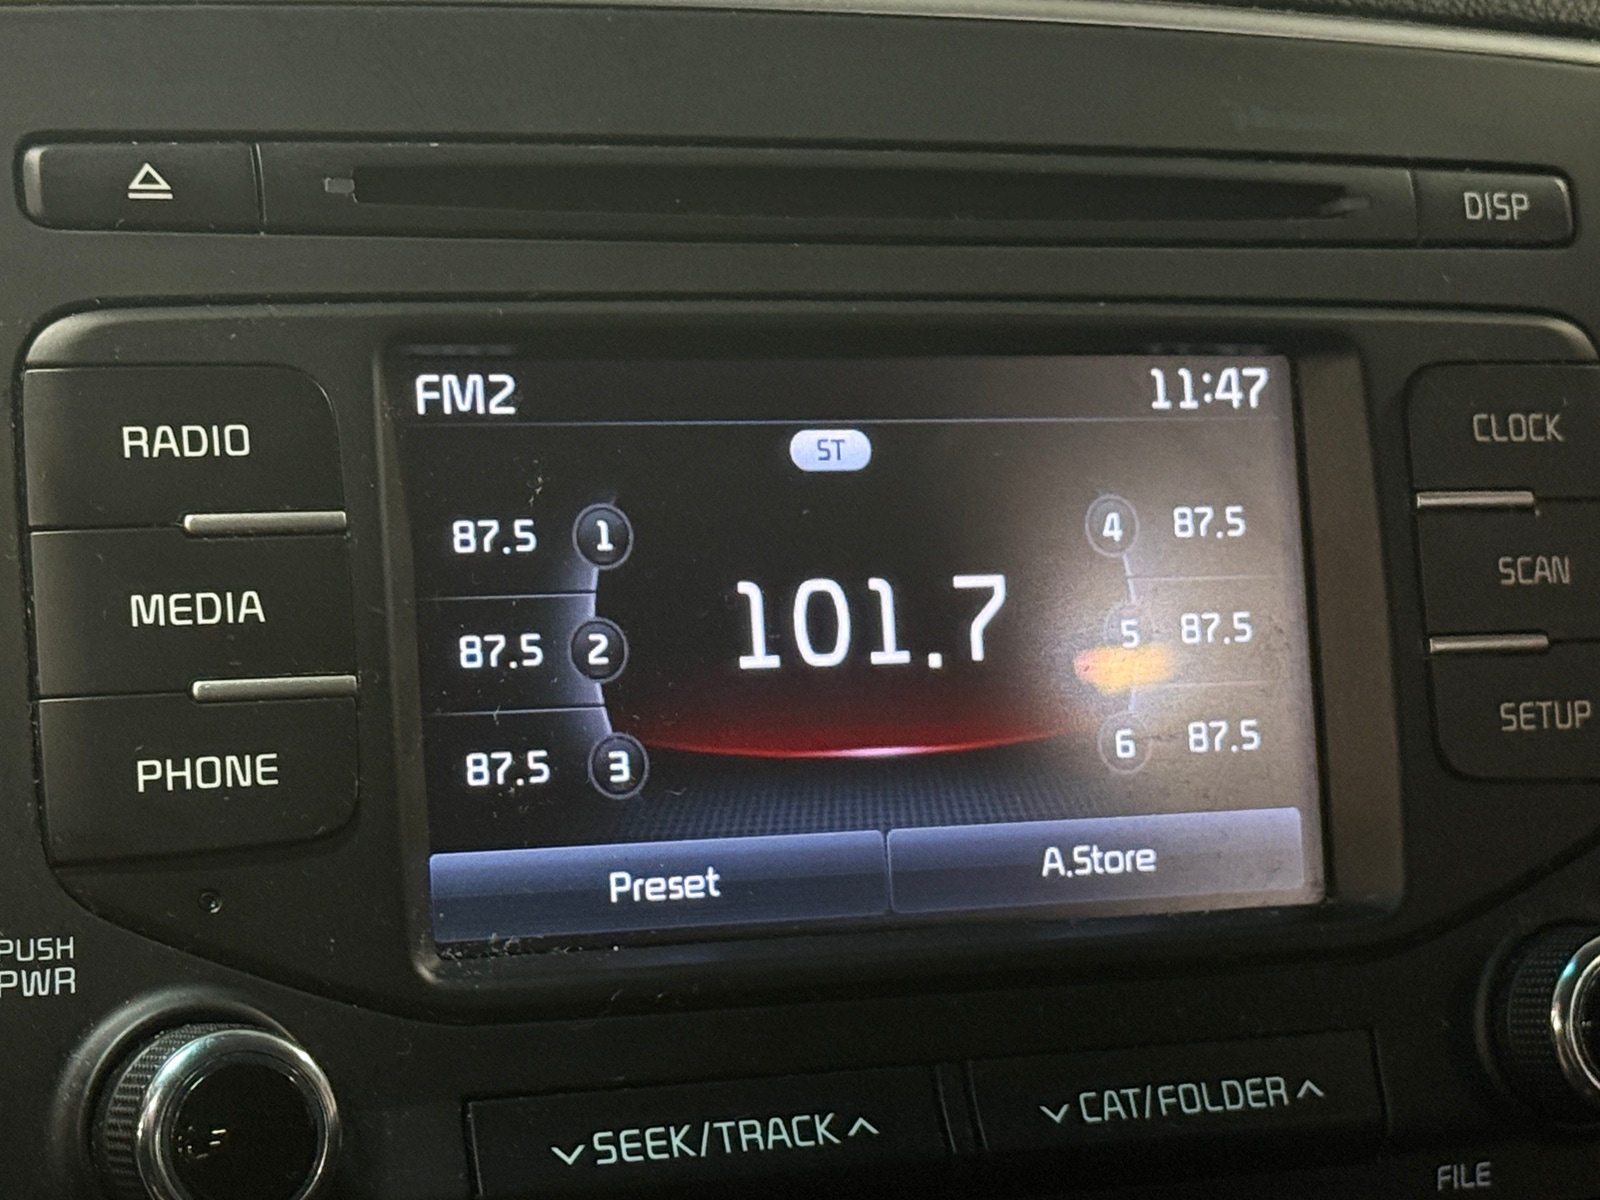 DISP
FM2 11:47
ST
RADIO
MEDIA
PHONE
87.5 1
87.5 2
87.5 3
101.7
4 87.5
5 87.5
6 87.5
Preset A.Store
CLOCK
SCAN
SETUP
PUSH
PWR
SEEK/TRACK
CAT/FOLDER
FILE